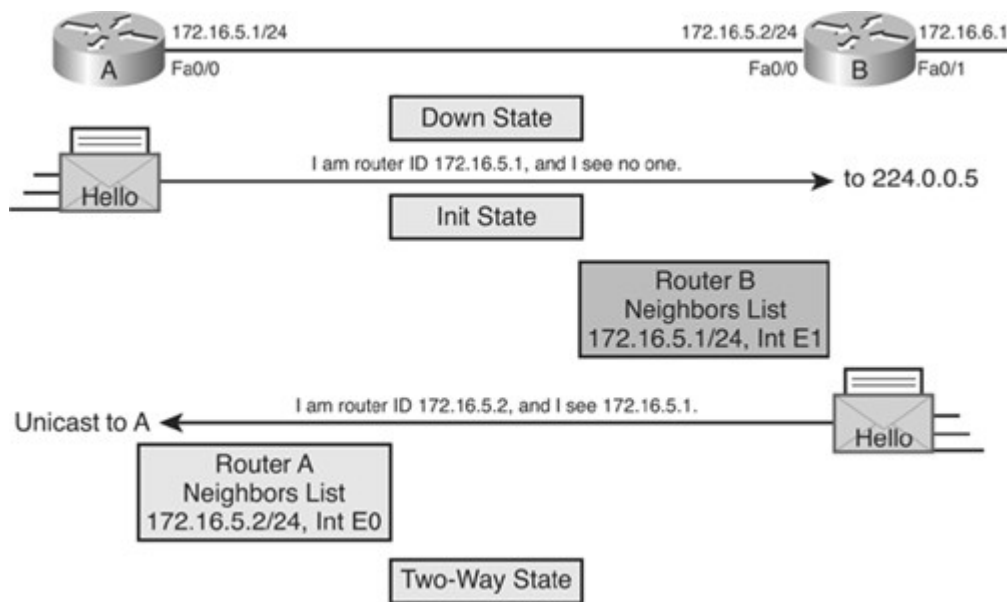 172.16.5.1/24
172.16.5.2/24
172.16.6.1
A
Fa0/0
Fa0/0
B
Fa0/1
Down State
I am router ID 172.16.5.1, and I see no one.
Hello
to 224.0.0.5
Init State
Router B
Neighbors List
172.16.5.1/24, Int E1
I am router ID 172.16.5.2, and I see 172.16.5.1.
Unicast to A
Hello
Router A
Neighbors List
172.16.5.2/24, Int E0
Two-Way State